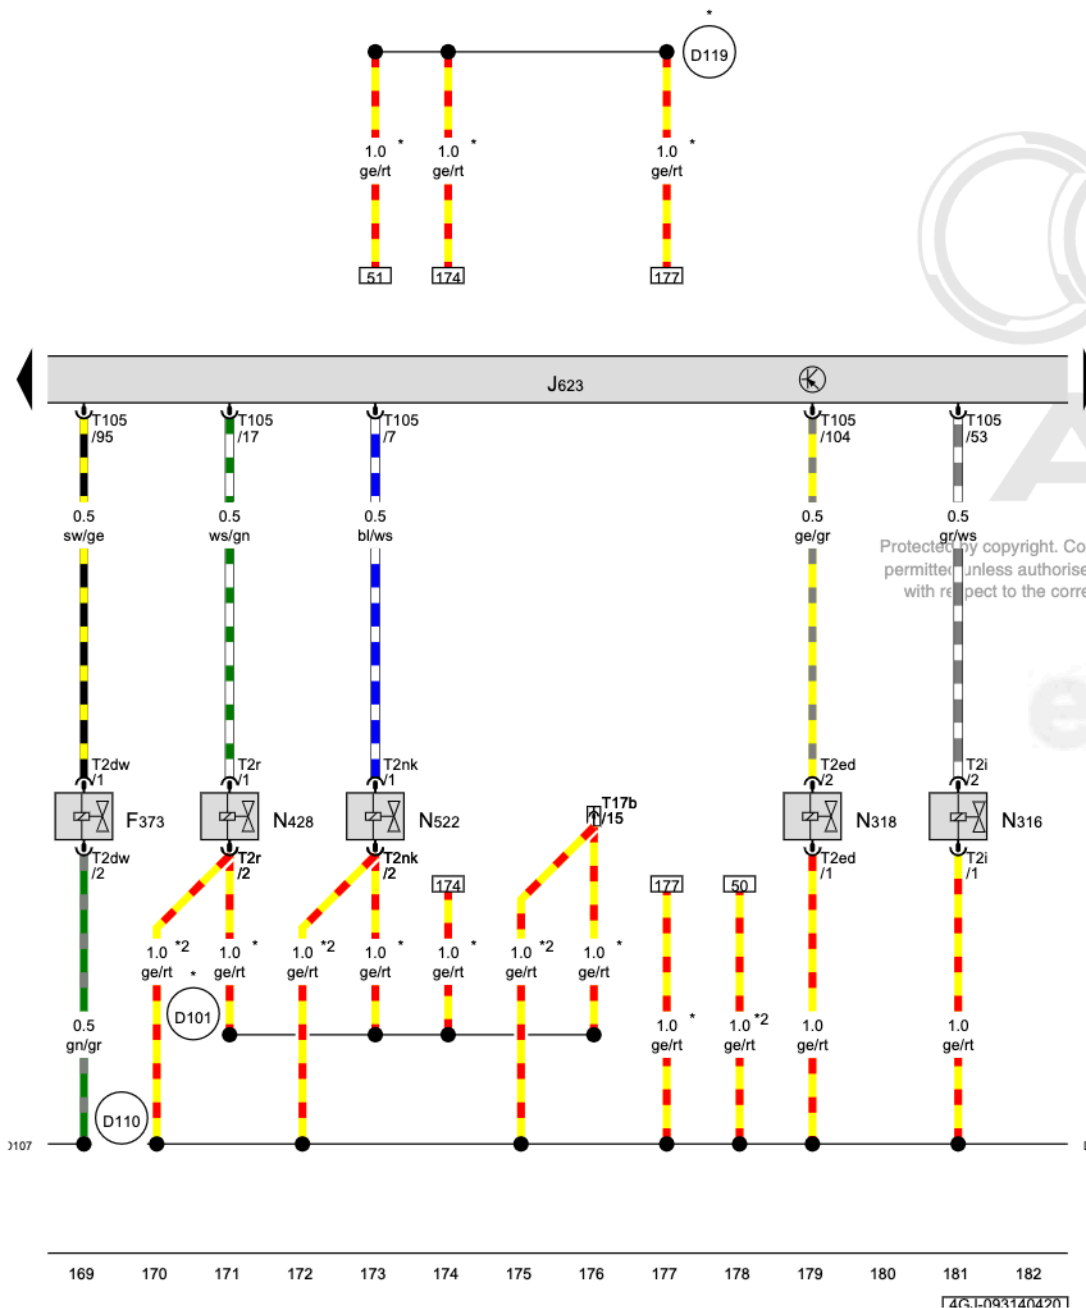 *
D119
1.0 * 1.0 * 1.0 *
ge/rt ge/rt ge/rt
51 174 177
J623
T105 T105 T105 T105 T105
/95 /17 /7 /104 /53
0.5 0.5 0.5 0.5 0.5
sw/ge ws/gn bl/ws ge/gr gr/ws
Protected by copyright. Co
permitted unless authorise
with respect to the corre
T2dw T2r T2nk T2ed T2i
/1 /1 /1 /2 /2
T17b
/15
F373 N428 N522 N318 N316
T2dw T2r T2nk T2ed T2i
/2 /2 /2 /1 /1
174 177 50
1.0 *2 1.0 * 1.0 *2 1.0 * 1.0 * 1.0 *2 1.0 *
ge/rt ge/rt ge/rt ge/rt ge/rt ge/rt ge/rt
*
D101
0.5 1.0 * 1.0 *2 1.0 1.0
gn/gr ge/rt ge/rt ge/rt ge/rt
D110
D107
169 170 171 172 173 174 175 176 177 178 179 180 181 182
4GJ-093140420